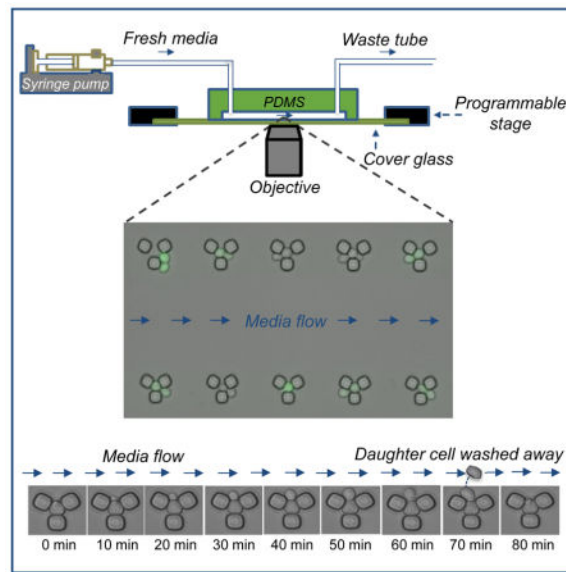 Fresh media
Waste tube
Syringe pump
PDMS
Programmable
stage
Cover glass
Objective
Media flow
Media flow
Daughter cell washed away
0 min 10 min 20 min 30 min 40 min 50 min 60 min 70 min 80 min